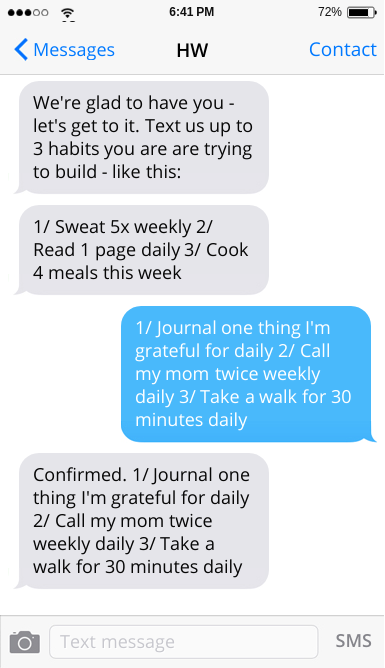 6:41 PM
72%
Messages
HW
Contact
We're glad to have you -
let's get to it. Text us up to
3 habits you are are trying
to build - like this:
1/ Sweat 5x weekly 2/
Read 1 page daily 3/ Cook
4 meals this week
1/ Journal one thing I'm
grateful for daily 2/ Call
my mom twice weekly
daily 3/ Take a walk for 30
minutes daily
Confirmed. 1/ Journal one
thing I'm grateful for daily
2/ Call my mom twice
weekly daily 3/ Take a
walk for 30 minutes daily
Text message
SMS